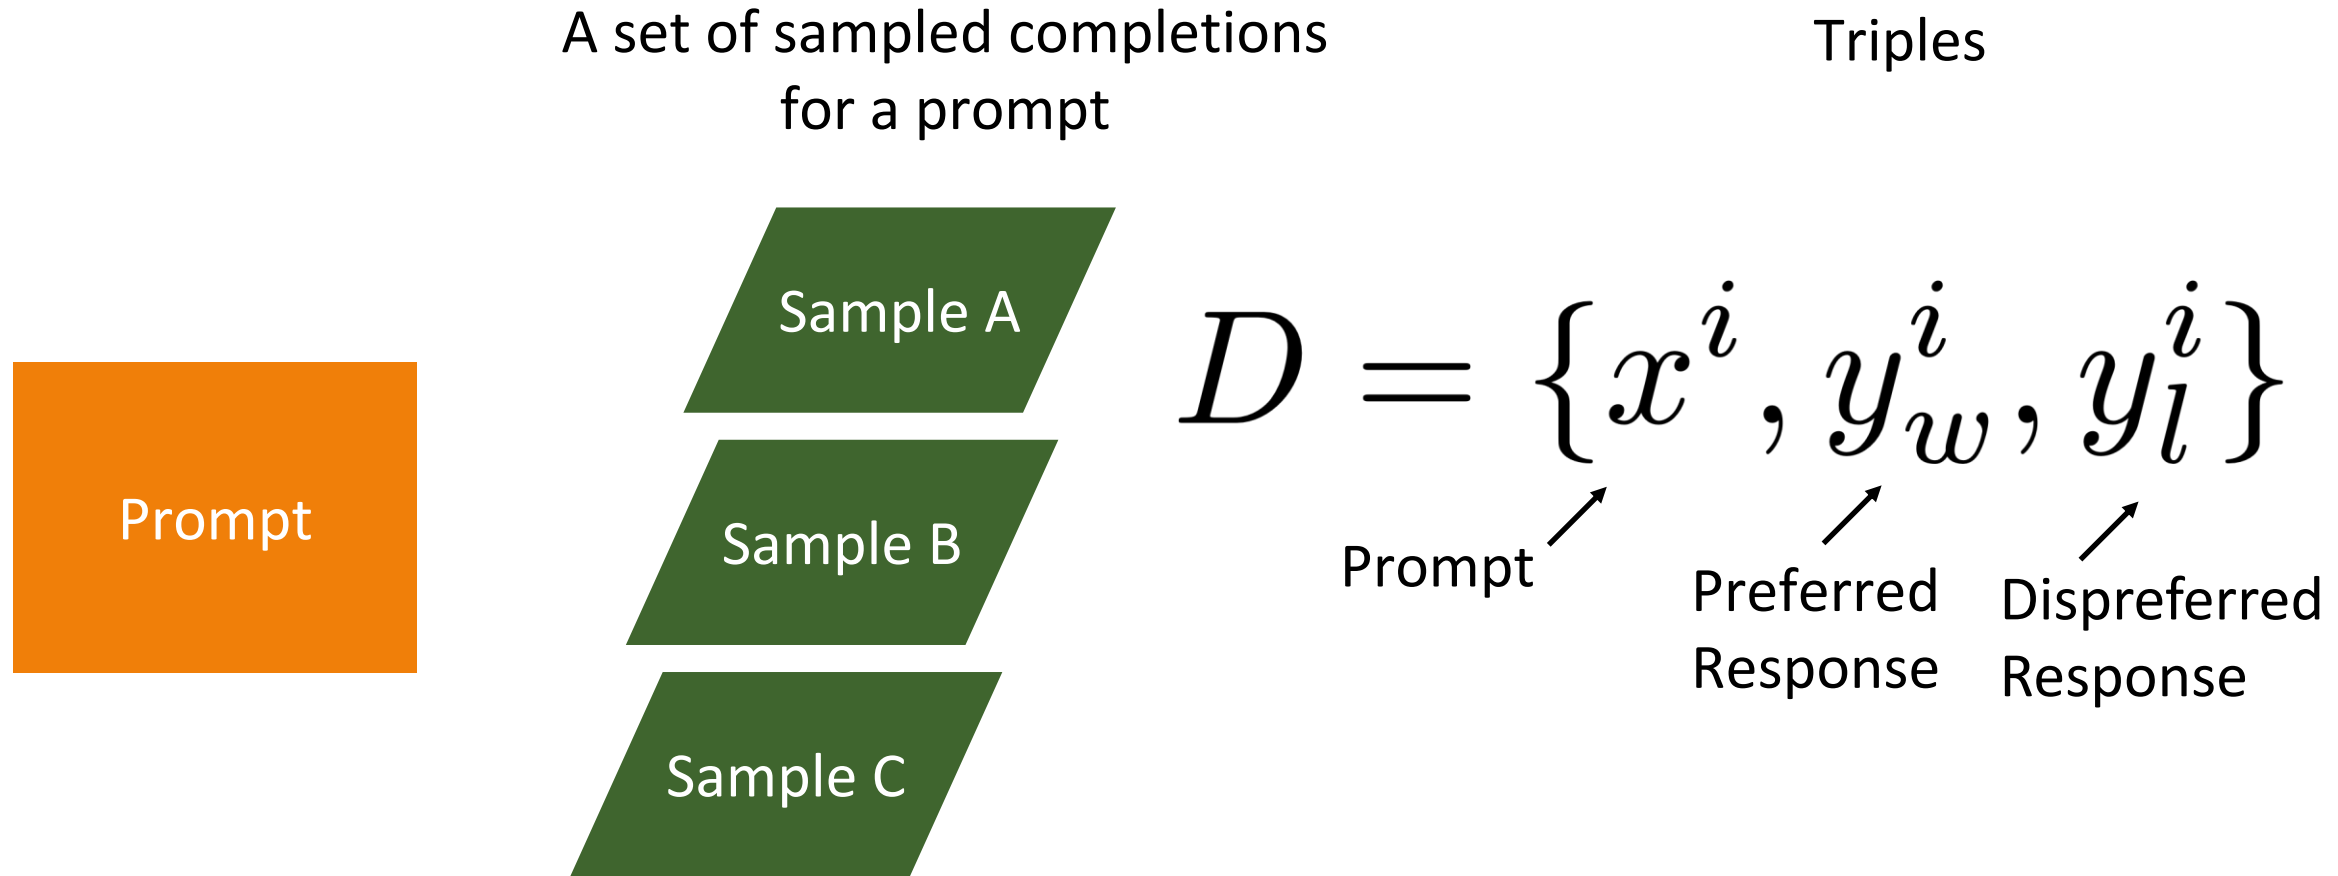 A set of sampled completions
for a prompt
Triples
Prompt
Sample A
Sample B
Sample C
D = {x^i, y_w^i, y_l^i}
Prompt
Preferred
Response
Dispreferred
Response